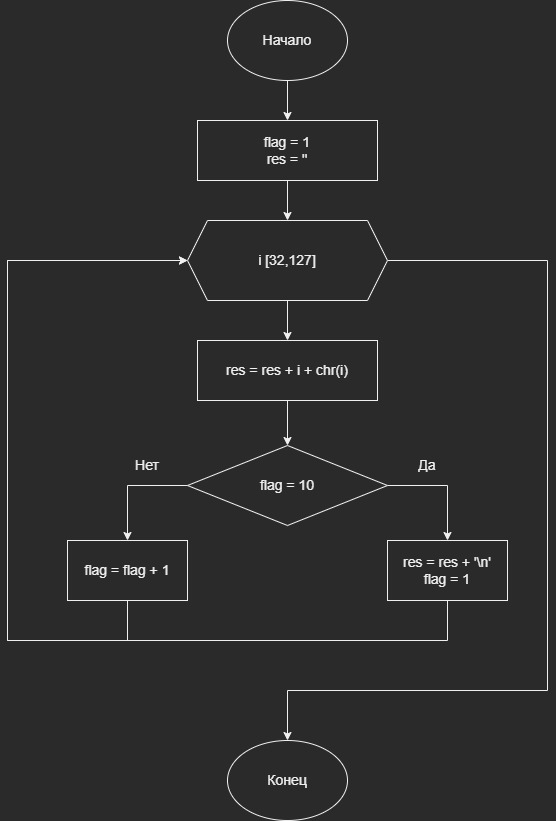 Начало
flag = 1
res = ''
i [32,127]
res = res + i + chr(i)
Нет
Да
flag = 10
flag = flag + 1
res = res + '\n'
flag = 1
Конец